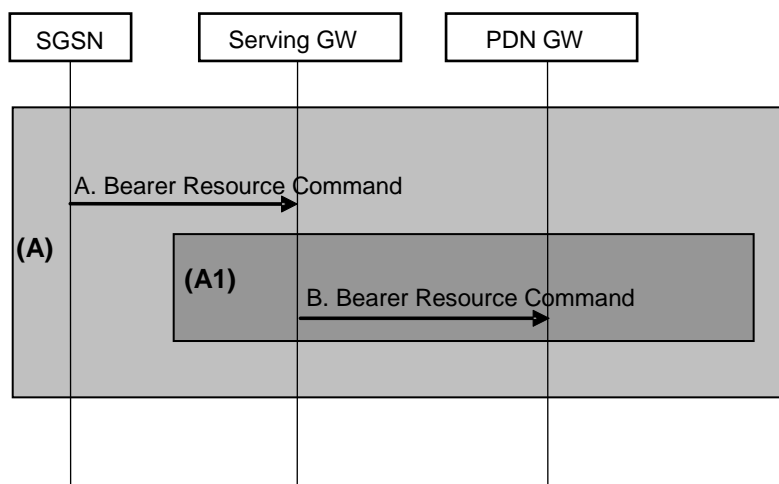 SGSN
Serving GW
PDN GW
A. Bearer Resource Command
(A)
(A1)
B. Bearer Resource Command